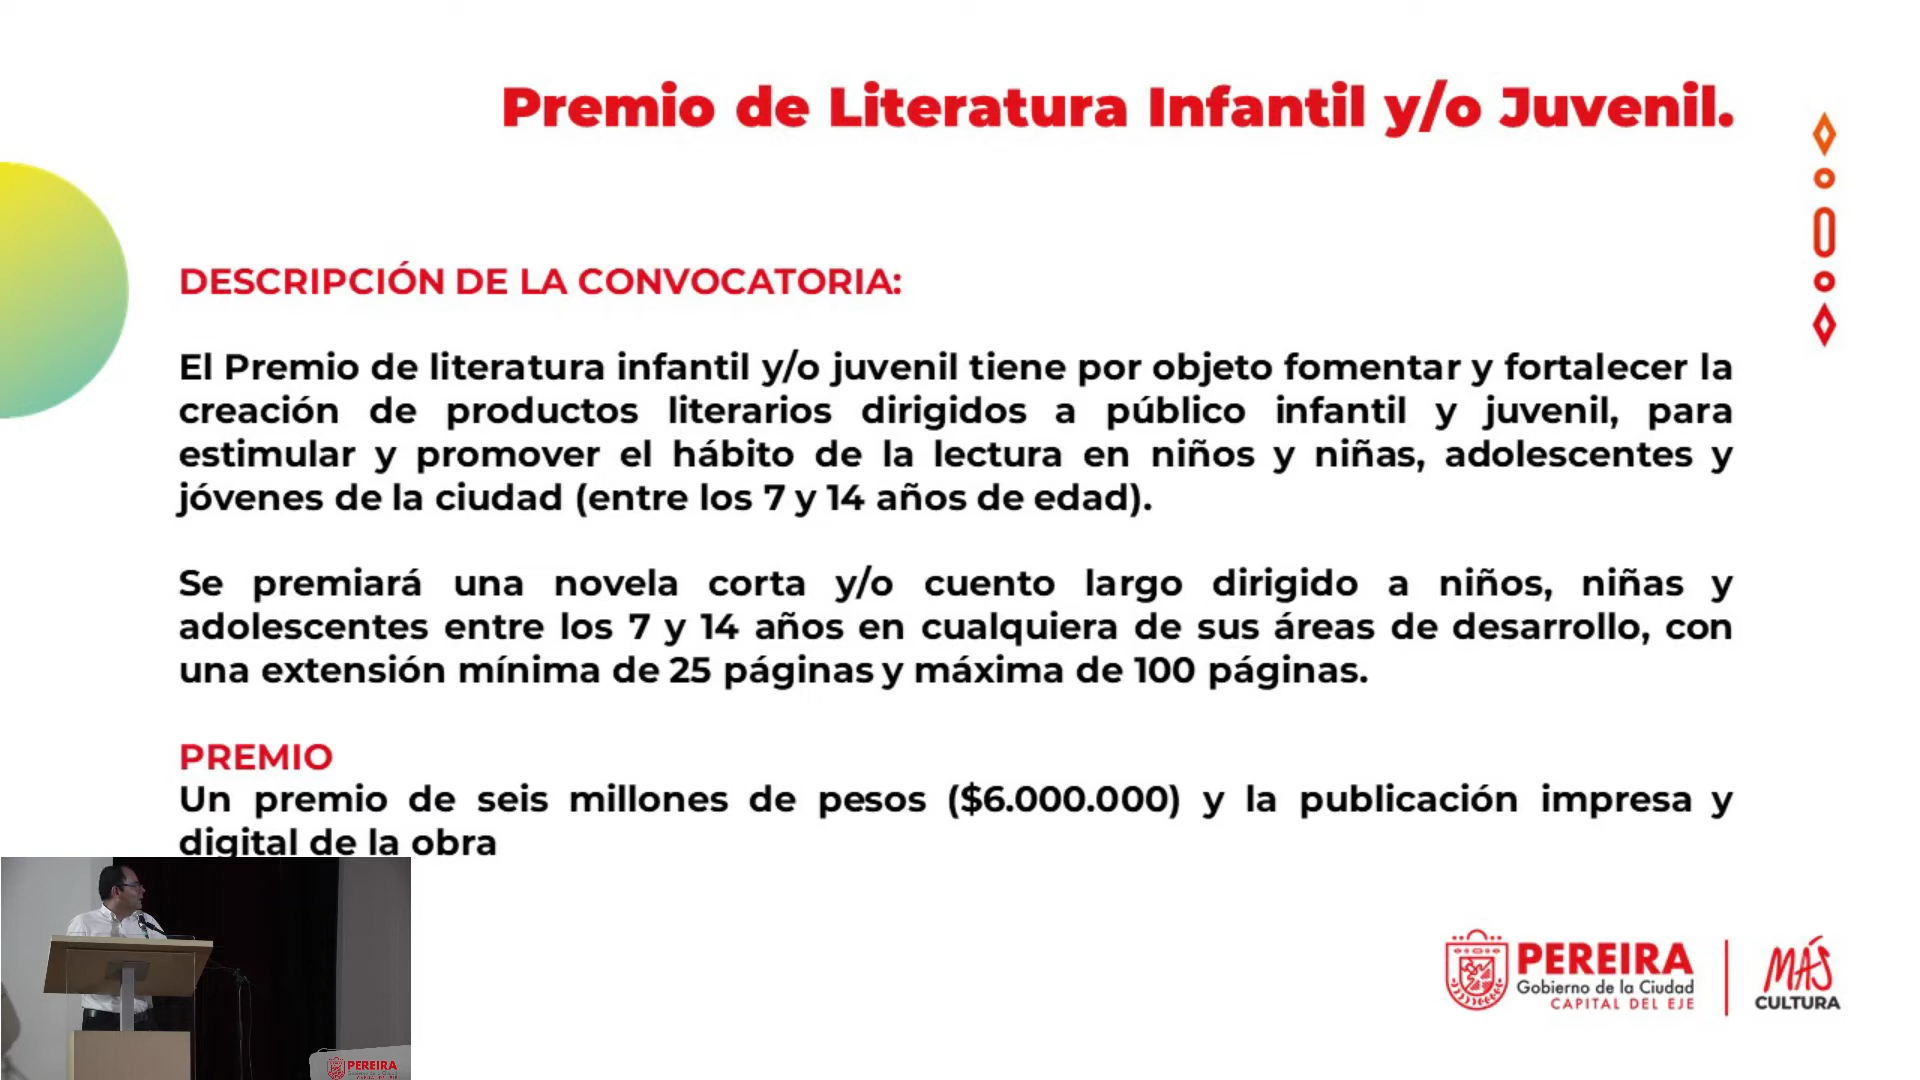 Premio de Literatura Infantil y/o Juvenil.
DESCRIPCIÓN DE LA CONVOCATORIA:
El Premio de literatura infantil y/o juvenil tiene por objeto fomentar y fortalecer la
creación de productos literarios dirigidos a público infantil y juvenil, para
estimular y promover el hábito de la lectura en niños y niñas, adolescentes y
jóvenes de la ciudad (entre los 7 y 14 años de edad).
Se premiará una novela corta y/o cuento largo dirigido a niños, niñas y
adolescentes entre los 7 y 14 años en cualquiera de sus áreas de desarrollo, con
una extensión mínima de 25 páginas y máxima de 100 páginas.
PREMIO
Un premio de seis millones de pesos ($6.000.000) y la publicación impresa y
digital de la obra
PEREIRA
Gobierno de la Ciudad
CAPITAL DEL EJE
MÁS
CULTURA
PEREIRA